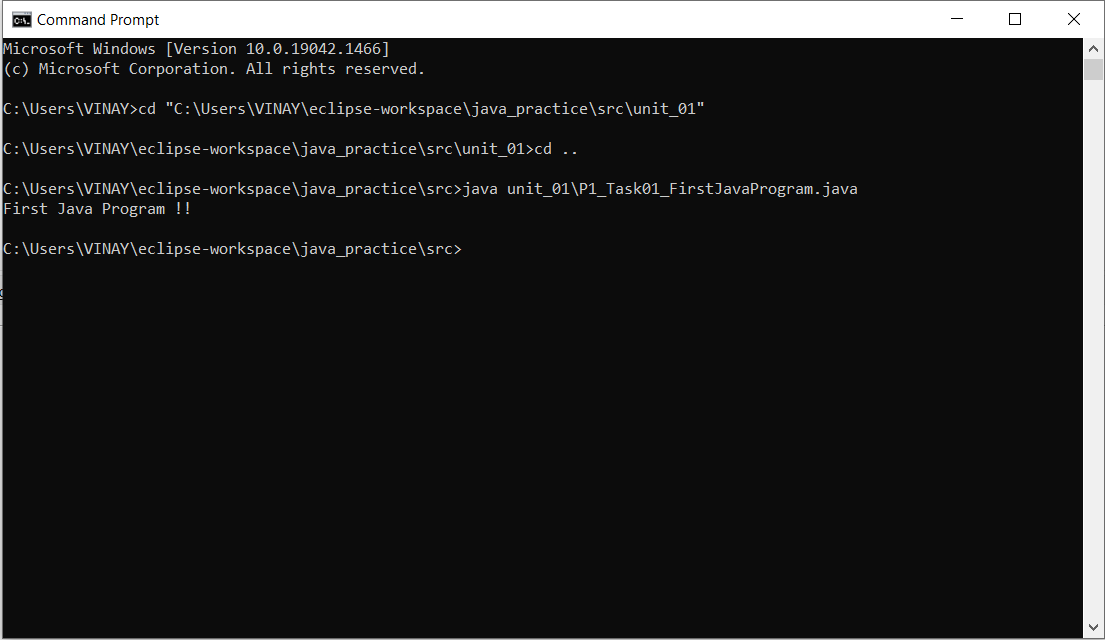 Command Prompt
Microsoft Windows [Version 10.0.19042.1466]
(c) Microsoft Corporation. All rights reserved.
C:\Users\VINAY>cd "C:\Users\VINAY\eclipse-workspace\java_practice\src\unit_01"
C:\Users\VINAY\eclipse-workspace\java_practice\src\unit_01>cd ..
C:\Users\VINAY\eclipse-workspace\java_practice\src>java unit_01\P1_Task01_FirstJavaProgram.java
First Java Program !!
C:\Users\VINAY\eclipse-workspace\java_practice\src>